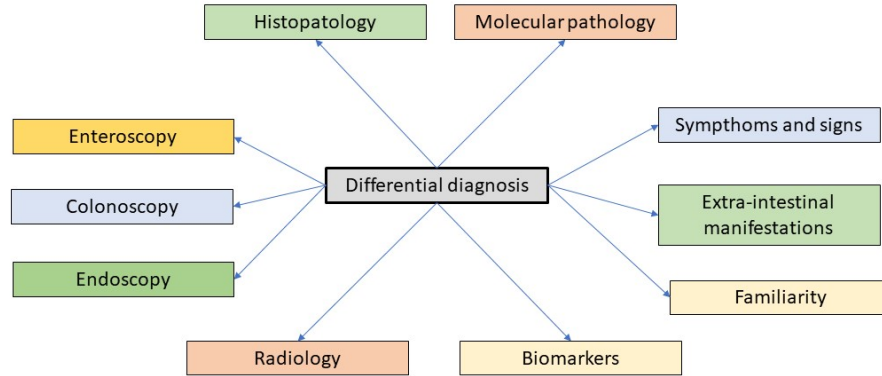 Histopatology
Molecular pathology
Enteroscopy
Sympthoms and signs
Differential diagnosis
Colonoscopy
Extra-intestinal
manifestations
Endoscopy
Familiarity
Radiology
Biomarkers